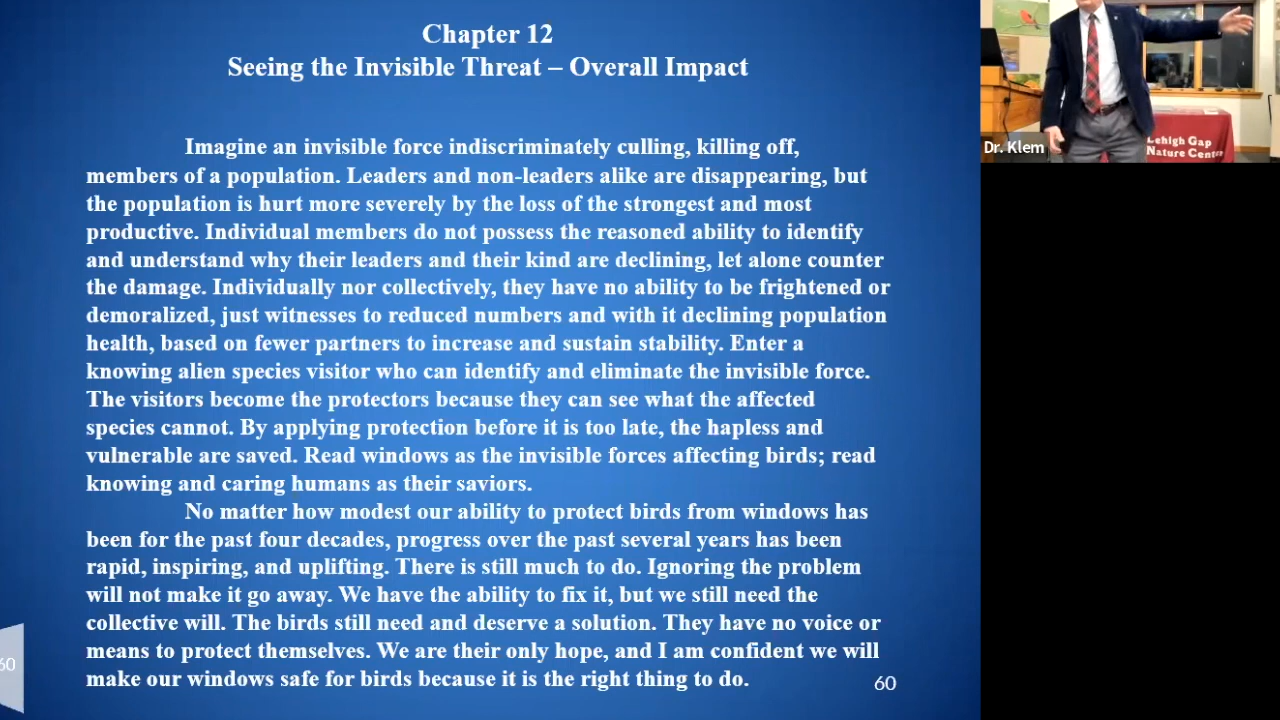 Chapter 12
Seeing the Invisible Threat – Overall Impact
Imagine an invisible force indiscriminately culling, killing off,
members of a population. Leaders and non-leaders alike are disappearing, but
the population is hurt more severely by the loss of the strongest and most
productive. Individual members do not possess the reasoned ability to identify
and understand why their leaders and their kind are declining, let alone counter
the damage. Individually nor collectively, they have no ability to be frightened or
demoralized, just witnesses to reduced numbers and with it declining population
health, based on fewer partners to increase and sustain stability. Enter a
knowing alien species visitor who can identify and eliminate the invisible force.
The visitors become the protectors because they can see what the affected
species cannot. By applying protection before it is too late, the hapless and
vulnerable are saved. Read windows as the invisible forces affecting birds; read
knowing and caring humans as their saviors.
No matter how modest our ability to protect birds from windows has
been for the past four decades, progress over the past several years has been
rapid, inspiring, and uplifting. There is still much to do. Ignoring the problem
will not make it go away. We have the ability to fix it, but we still need the
collective will. The birds still need and deserve a solution. They have no voice or
means to protect themselves. We are their only hope, and I am confident we will
make our windows safe for birds because it is the right thing to do.
60
60
Dr. Klem
Lehigh Gap
Nature Center